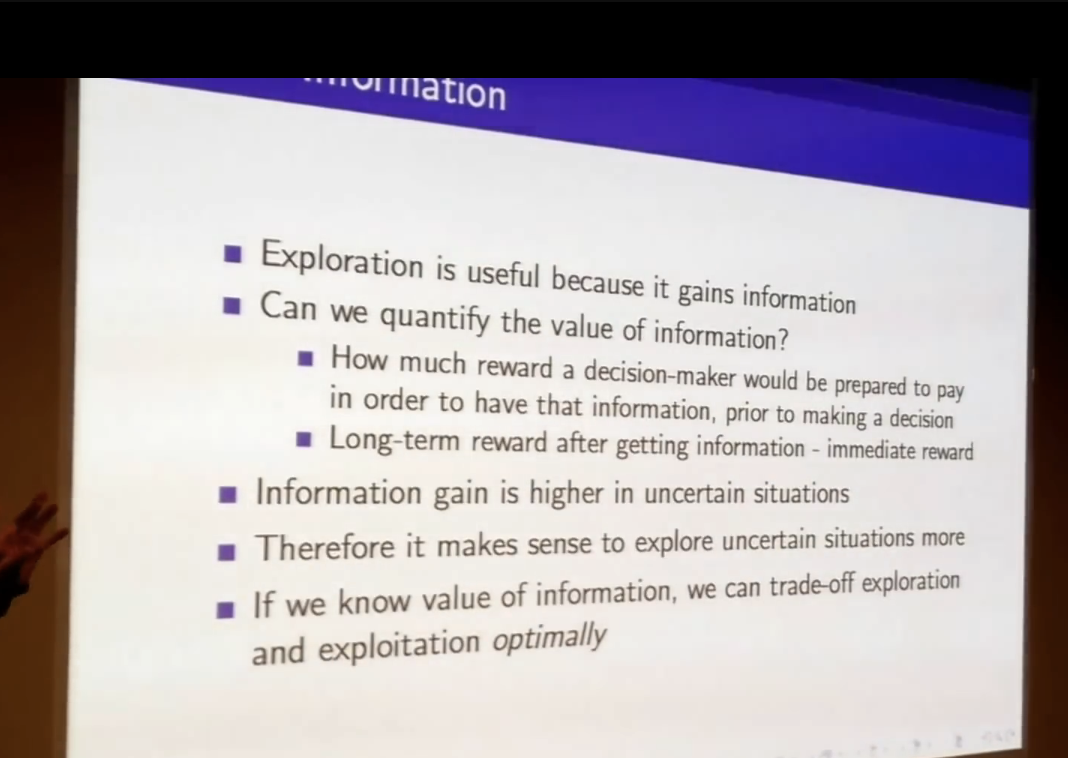 Exploration is useful because it gains information
Can we quantify the value of information?
How much reward a decision-maker would be prepared to pay
in order to have that information, prior to making a decision
Long-term reward after getting information - immediate reward
Information gain is higher in uncertain situations
Therefore it makes sense to explore uncertain situations more
If we know value of information, we can trade-off exploration
and exploitation optimally